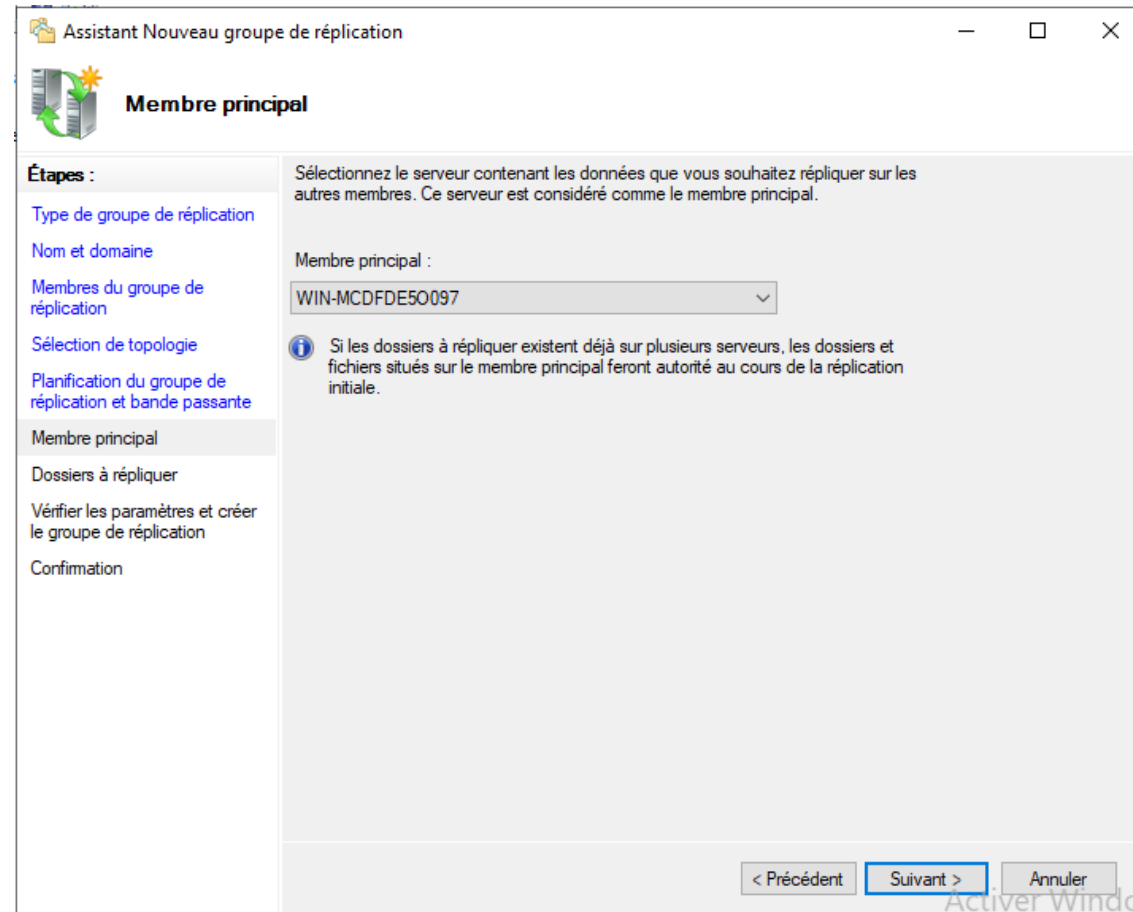 Assistant Nouveau groupe de réplication
Membre principal
Étapes :
Type de groupe de réplication
Nom et domaine
Membres du groupe de
réplication
Sélection de topologie
Planification du groupe de
réplication et bande passante
Membre principal
Dossiers à répliquer
Vérifier les paramètres et créer
le groupe de réplication
Confirmation
Sélectionnez le serveur contenant les données que vous souhaitez répliquer sur les
autres membres. Ce serveur est considéré comme le membre principal.
Membre principal :
WIN-MCDFDE5O097
Si les dossiers à répliquer existent déjà sur plusieurs serveurs, les dossiers et
fichiers situés sur le membre principal feront autorité au cours de la réplication
initiale.
< Précédent
Suivant >
Annuler
Activer Windo